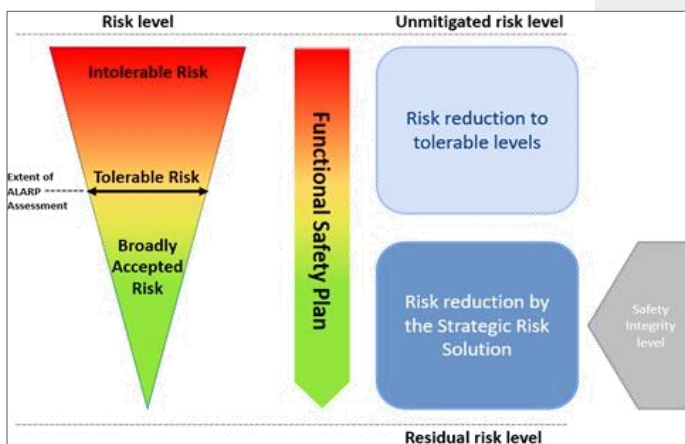 Risk level
Unmitigated risk level
Intolerable Risk
Extent of
ALARP
Assessment
Tolerable Risk
Broadly
Accepted
Risk
Functional Safety Plan
Risk reduction to
tolerable levels
Risk reduction by
the Strategic Risk
Solution
Safety
Integrity
level
Residual risk level